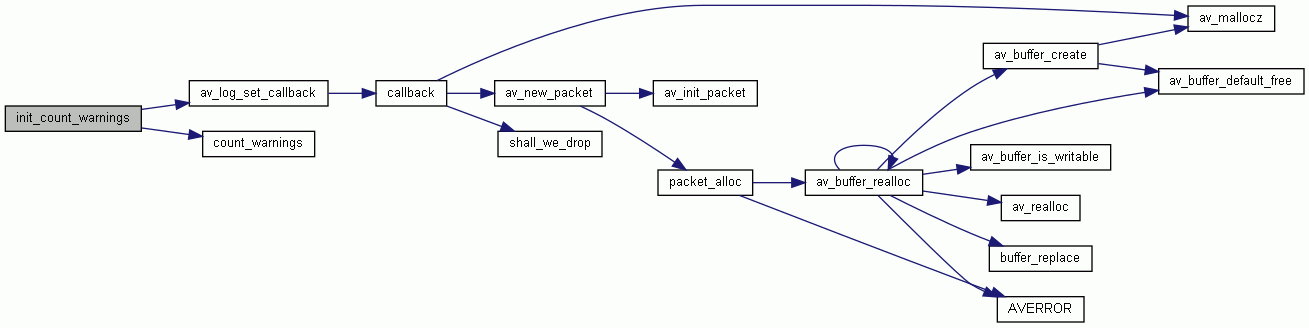 init_count_warnings
av_log_set_callback
count_warnings
callback
av_new_packet
shall_we_drop
av_init_packet
packet_alloc
av_buffer_realloc
av_mallocz
av_buffer_create
av_buffer_default_free
av_buffer_is_writable
av_realloc
buffer_replace
AVERROR